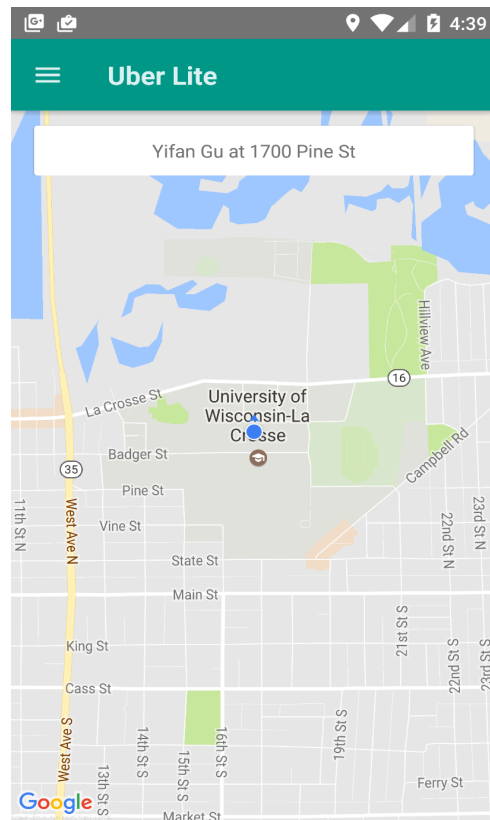 4:39
Uber Lite
Yifan Gu at 1700 Pine St
Hillview Ave
16
La Crosse St
University of
Wisconsin-La
Crosse
Badger St
Campbell Rd
35
Pine St
11th St N
West Ave N
Vine St
22nd St N
23rd St N
State St
Main St
21st St S
King St
22nd St S
23rd St S
Cass St
West Ave S
13th St S
14th St S
15th St S
16th St S
19th St S
Ferry St
Google
Market St